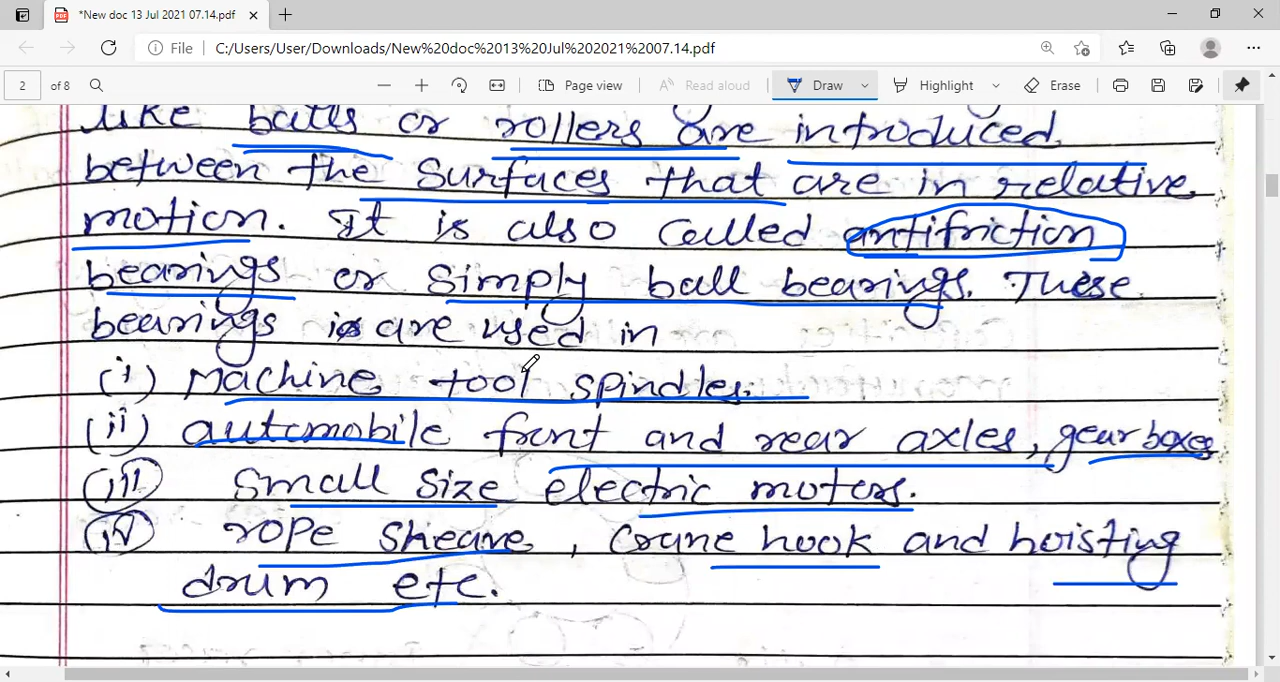 *New doc 13 Jul 2021 07.14.pdf
File C:/Users/User/Downloads/New%20doc%2013%20Jul%202021%2007.14.pdf
2 of 8 Page view Read aloud Draw Highlight Erase
like balls or rollers are introduced
between the surfaces that are in relative
motion. It is also called antifriction
bearings or simply ball bearings. These
bearings is are used in
(i) Machine tool spindles.
(ii) automobile front and rear axles, gear boxes
(iii) Small size electric motors.
(iv) rope sheave, Crane hook and hoisting
drum etc.